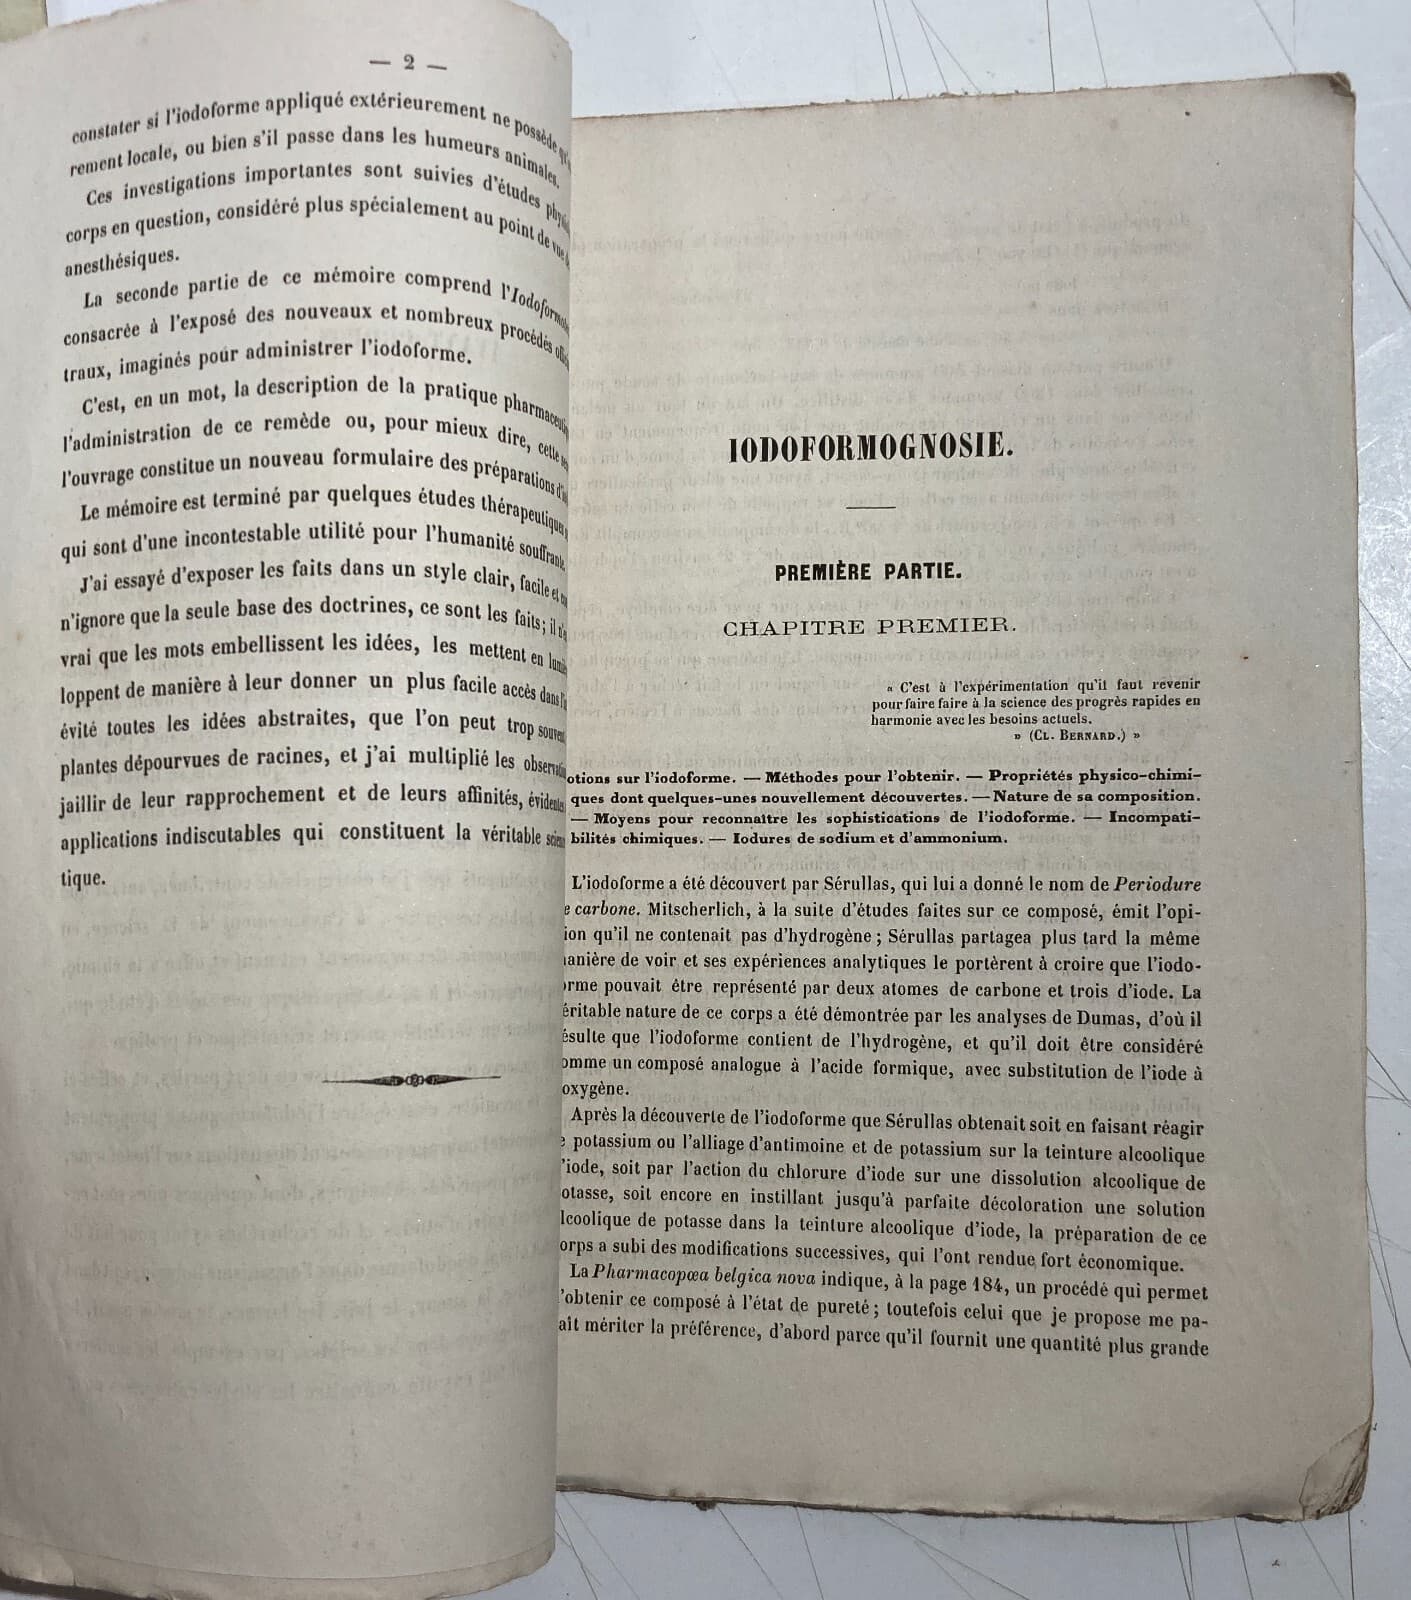 — 2 —
constater si l'iodoforme appliqué extérieurement ne possède
rement locale, ou bien s'il passe dans les humeurs animales.
Ces investigations importantes sont suivies d'études
corps en question, considéré plus spécialement au point de vue
anesthésiques.
La seconde partie de ce mémoire comprend
consacrée à l'exposé des nouveaux et nombreux procédés
traux, imaginés pour administrer l'iodoforme.
C'est, en un mot, la description de la pratique
l'administration de ce remède ou, pour mieux dire, cette
l'ouvrage constitue un nouveau formulaire des préparations
Le mémoire est terminé par quelques études thérapeutiques
qui sont d'une incontestable utilité pour l'humanité
J'ai essayé d'exposer les faits dans un style clair, facile et
n'ignore que la seule base des doctrines, ce sont les faits; il
vrai que les mots embellissent les idées, les mettent en
loppent de manière à leur donner un plus facile accès dans
évité toutes les idées abstraites, que l'on peut trop
plantes dépourvues de racines, et j'ai multiplié les
jaillir de leur rapprochement et de leurs affinités,
applications indiscutables qui constituent la véritable
tique.
IODOFORMOGNOSIE.
PREMIÈRE PARTIE.
CHAPITRE PREMIER.
« C'est à l'expérimentation qu'il faut revenir
pour faire faire à la science des progrès rapides en
harmonie avec les besoins actuels.
» (CL. BERNARD.) »
otions sur l'iodoforme. — Méthodes pour l'obtenir. — Propriétés physico-chimi-
ques dont quelques-unes nouvellement découvertes. — Nature de sa composition.
— Moyens pour reconnaître les sophistications de l'iodoforme. — Incompati-
bilités chimiques. — Iodures de sodium et d'ammonium.
L'iodoforme a été découvert par Sérullas, qui lui a donné le nom de Periodure
e carbone. Mitscherlich, à la suite d'études faites sur ce composé, émit l'opi-
ion qu'il ne contenait pas d'hydrogène; Sérullas partagea plus tard la même
anière de voir et ses expériences analytiques le portèrent à croire que l'iodo-
rme pouvait être représenté par deux atomes de carbone et trois d'iode. La
éritable nature de ce corps a été démontrée par les analyses de Dumas, d'où il
ésulte que l'iodoforme contient de l'hydrogène, et qu'il doit être considéré
omme un composé analogue à l'acide formique, avec substitution de l'iode à
oxygène.
Après la découverte de l'iodoforme que Sérullas obtenait soit en faisant réagir
e potassium ou l'alliage d'antimoine et de potassium sur la teinture alcoolique
'iode, soit par l'action du chlorure d'iode sur une dissolution alcoolique de
otasse, soit encore en instillant jusqu'à parfaite décoloration une solution
lcoolique de potasse dans la teinture alcoolique d'iode, la préparation de ce
orps a subi des modifications successives, qui l'ont rendue fort économique.
La Pharmacopœa belgica nova indique, à la page 184, un procédé qui permet
'obtenir ce composé à l'état de pureté; toutefois celui que je propose me pa-
aît mériter la préférence, d'abord parce qu'il fournit une quantité plus grande